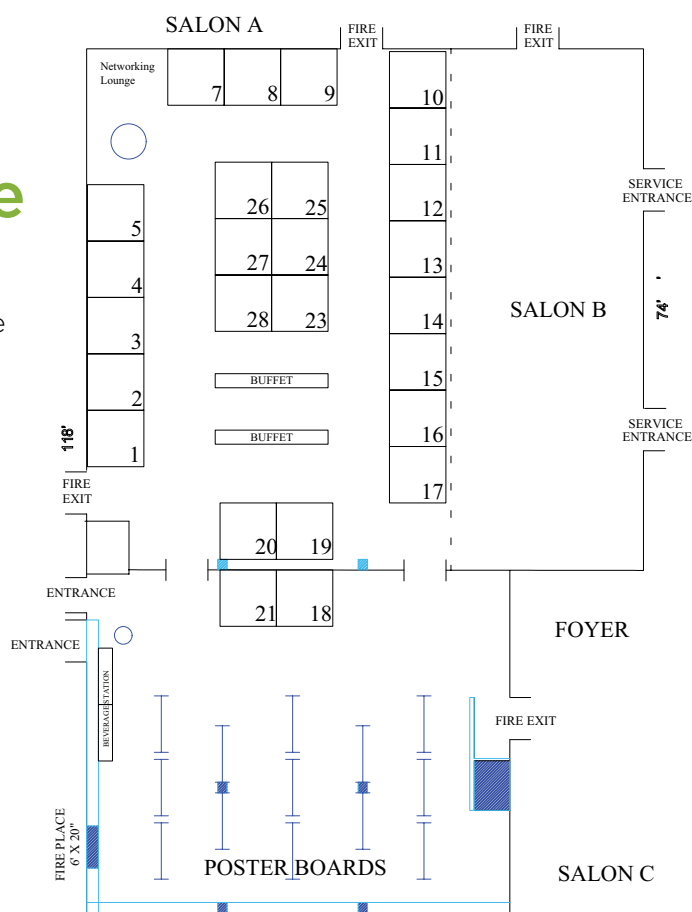 SALON A
FIRE
EXIT
FIRE
EXIT
Networking
Lounge
7
8
9
10
11
12
13
14
15
16
17
26
25
27
24
28
23
5
4
3
2
1
e
e
SERVICE
ENTRANCE
SALON B
74' '
SERVICE
ENTRANCE
BUFFET
BUFFET
118'
FIRE
EXIT
20
19
21
18
ENTRANCE
ENTRANCE
FOYER
BEVERAGE STATION
FIRE EXIT
FIRE PLACE
6' X 20"
POSTER BOARDS
SALON C